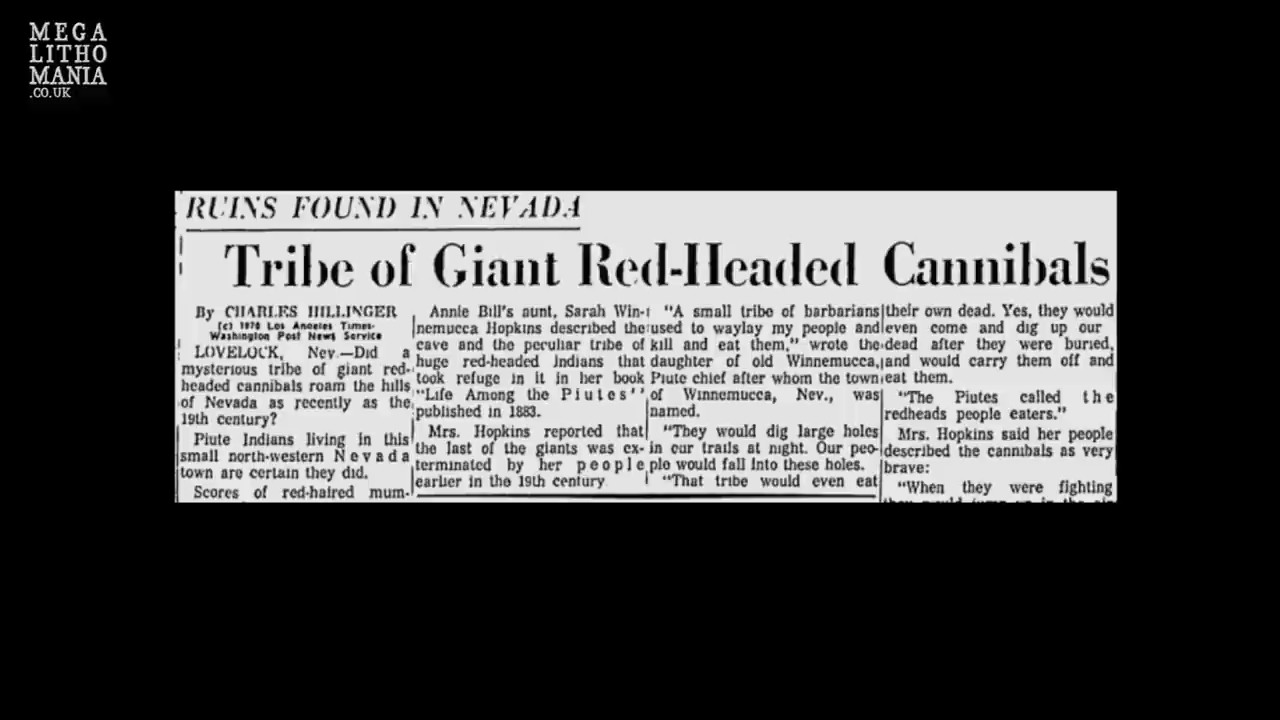 MEGA
LITHO
MANIA
.CO.UK
RUINS FOUND IN NEVADA
Tribe of Giant Red-Headed Cannibals
By CHARLES HILLINGER
(c) 1970 Los Angeles Times-
Washington Post News Service
LOVELOCK, Nev.—Did a
mysterious tribe of giant red-
headed cannibals roam the hills
of Nevada as recently as the
19th century?
Piute Indians living in this
small north-western Nevada
town are certain they did.
Scores of red-haired mum-
Annie Bill's aunt, Sarah Win-
nemucca Hopkins described the
cave and the peculiar tribe of
huge red-headed Indians that
took refuge in it in her book
"Life Among the Piutes"
published in 1883.
Mrs. Hopkins reported that
the last of the giants was ex-
terminated by her people
earlier in the 19th century
"A small tribe of barbarians
used to waylay my people and
kill and eat them," wrote the
daughter of old Winnemucca,
Piute chief after whom the town
of Winnemucca, Nev., was
named.
"They would dig large holes
in our trails at night. Our peo-
ple would fall into these holes.
"That tribe would even eat
their own dead. Yes, they would
even come and dig up our
dead after they were buried,
and would carry them off and
eat them.
"The Piutes called the
redheads people eaters."
Mrs. Hopkins said her people
described the cannibals as very
brave:
"When they were fighting